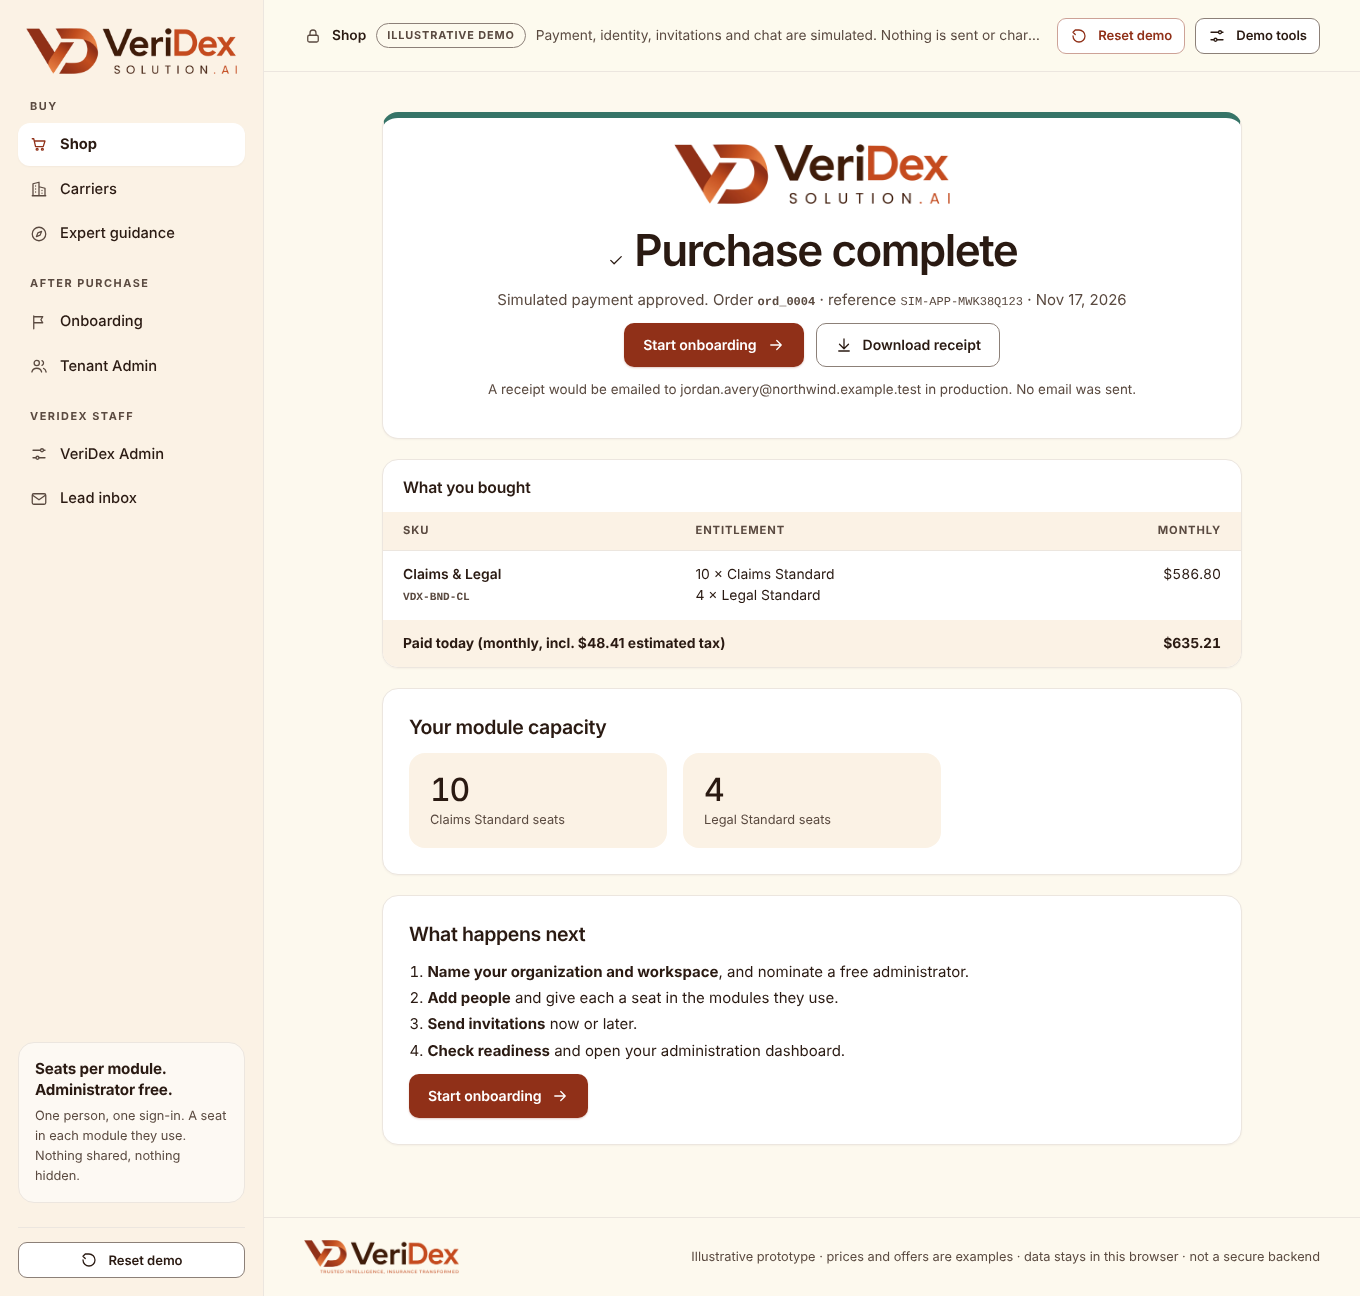 VeriDex
SOLUTION.AI
BUY
Shop
Carriers
Expert guidance
AFTER PURCHASE
Onboarding
Tenant Admin
VERIDEX STAFF
VeriDex Admin
Lead inbox
Seats per module.
Administrator free.
One person, one sign-in. A seat
in each module they use.
Nothing shared, nothing
hidden.
Reset demo
Shop ILLUSTRATIVE DEMO Payment, identity, invitations and chat are simulated. Nothing is sent or char... Reset demo Demo tools
VeriDex
SOLUTION.AI
Purchase complete
Simulated payment approved. Order ord_0004 · reference SIM-APP-MWK38Q123 · Nov 17, 2026
Start onboarding Download receipt
A receipt would be emailed to jordan.avery@northwind.example.test in production. No email was sent.
What you bought
SKU ENTITLEMENT MONTHLY
Claims & Legal 10 × Claims Standard $586.80
VDX-BND-CL 4 × Legal Standard
Paid today (monthly, incl. $48.41 estimated tax) $635.21
Your module capacity
10 4
Claims Standard seats Legal Standard seats
What happens next
1. Name your organization and workspace, and nominate a free administrator.
2. Add people and give each a seat in the modules they use.
3. Send invitations now or later.
4. Check readiness and open your administration dashboard.
Start onboarding
VeriDex
TRUSTED INTELLIGENCE, INSURANCE TRANSFORMED
Illustrative prototype · prices and offers are examples · data stays in this browser · not a secure backend